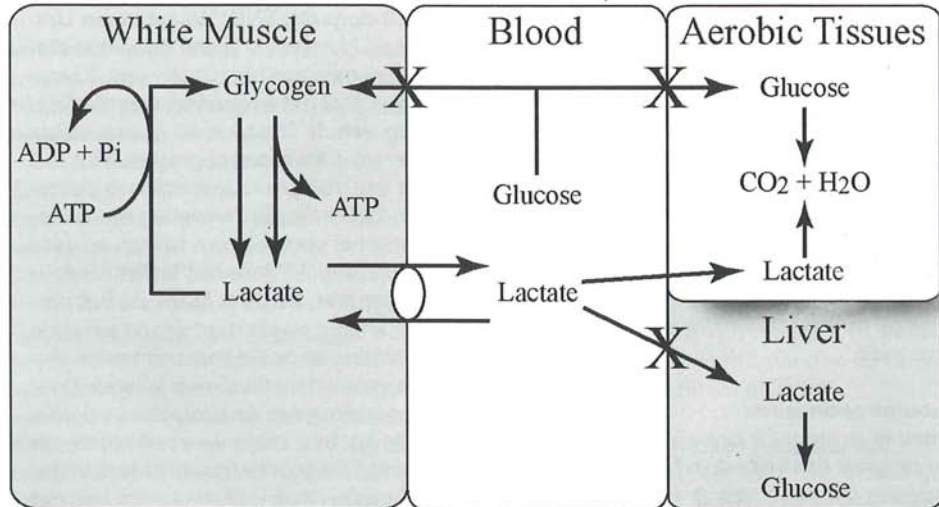 White Muscle
Blood
Aerobic Tissues
Glycogen
X
X
Glucose
ADP + Pi
CO2 + H2O
ATP
ATP
Glucose
Lactate
Lactate
Lactate
Liver
X
Lactate
Glucose